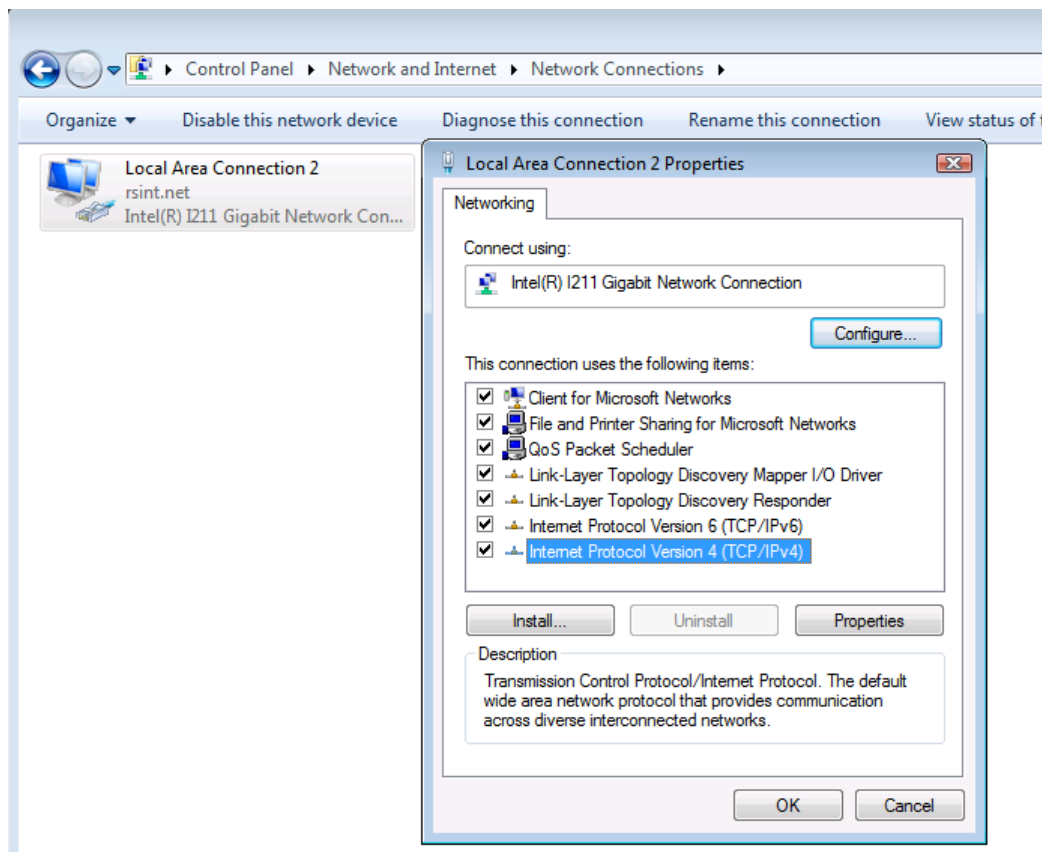 Control Panel Network and Internet Network Connections
Organize Disable this network device Diagnose this connection Rename this connection View status of
Local Area Connection 2
rsint.net
Intel(R) I211 Gigabit Network Con...
Local Area Connection 2 Properties
Networking
Connect using:
Intel(R) I211 Gigabit Network Connection
Configure...
This connection uses the following items:
Client for Microsoft Networks
File and Printer Sharing for Microsoft Networks
QoS Packet Scheduler
Link-Layer Topology Discovery Mapper I/O Driver
Link-Layer Topology Discovery Responder
Internet Protocol Version 6 (TCP/IPv6)
Internet Protocol Version 4 (TCP/IPv4)
Install... Uninstall Properties
Description
Transmission Control Protocol/Internet Protocol. The default
wide area network protocol that provides communication
across diverse interconnected networks.
OK Cancel